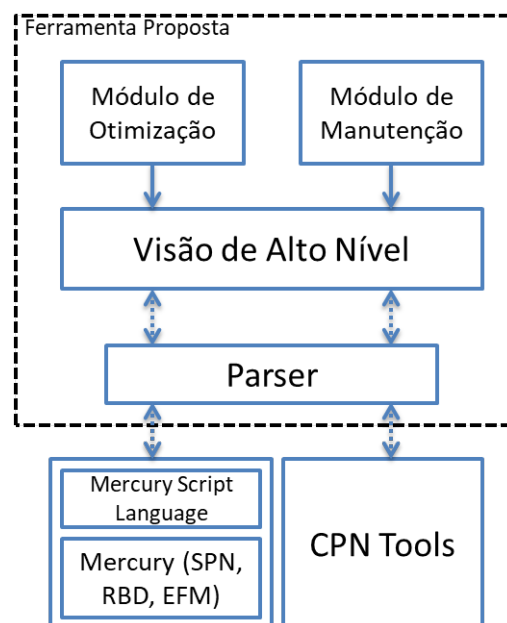 Ferramenta Proposta
Módulo de
Otimização
Módulo de
Manutenção
Visão de Alto Nível
Parser
Mercury Script
Language
Mercury (SPN,
RBD, EFM)
CPN Tools